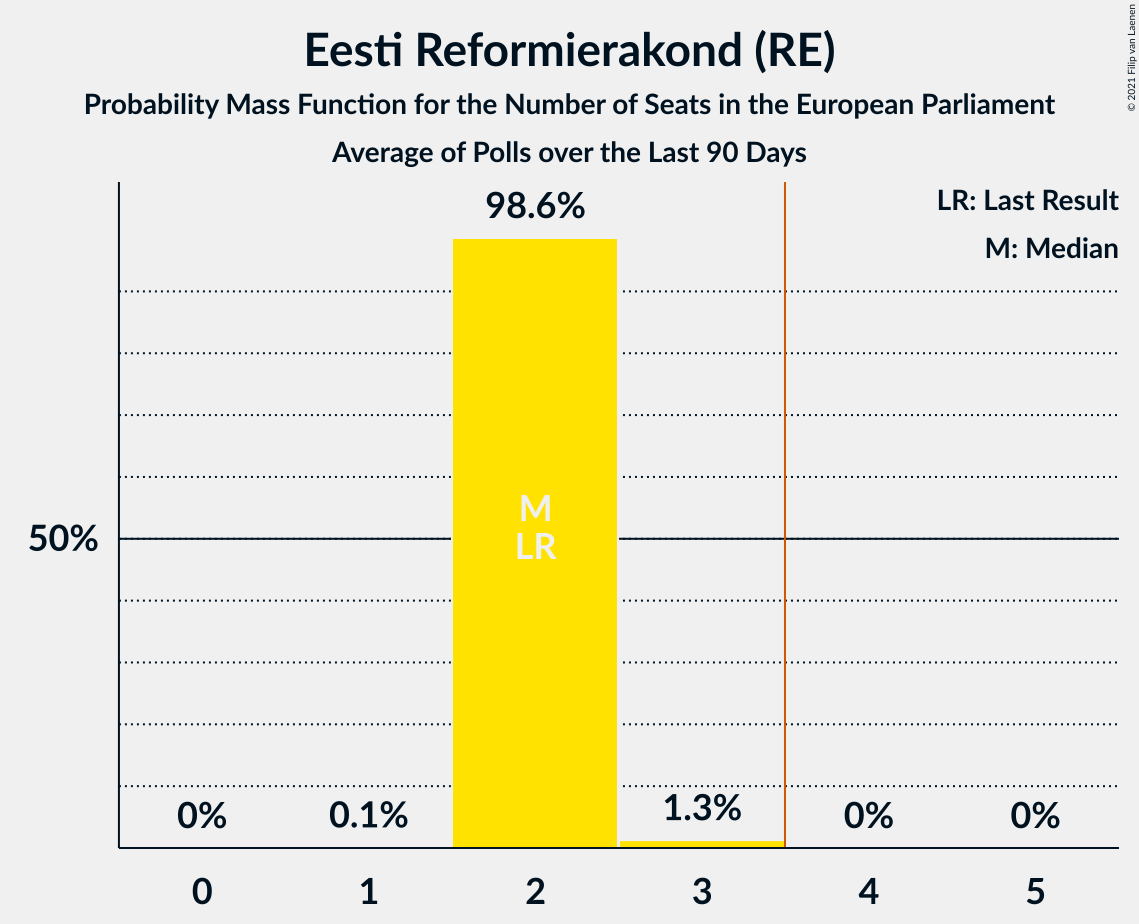 Eesti Reformierakond (RE)
Probability Mass Function for the Number of Seats in the European Parliament
Average of Polls over the Last 90 Days
© 2021 Filip van Laenen
LR: Last Result
M: Median
98.6%
M
LR
50%
0%
0.1%
1.3%
0%
0%
0
1
2
3
4
5